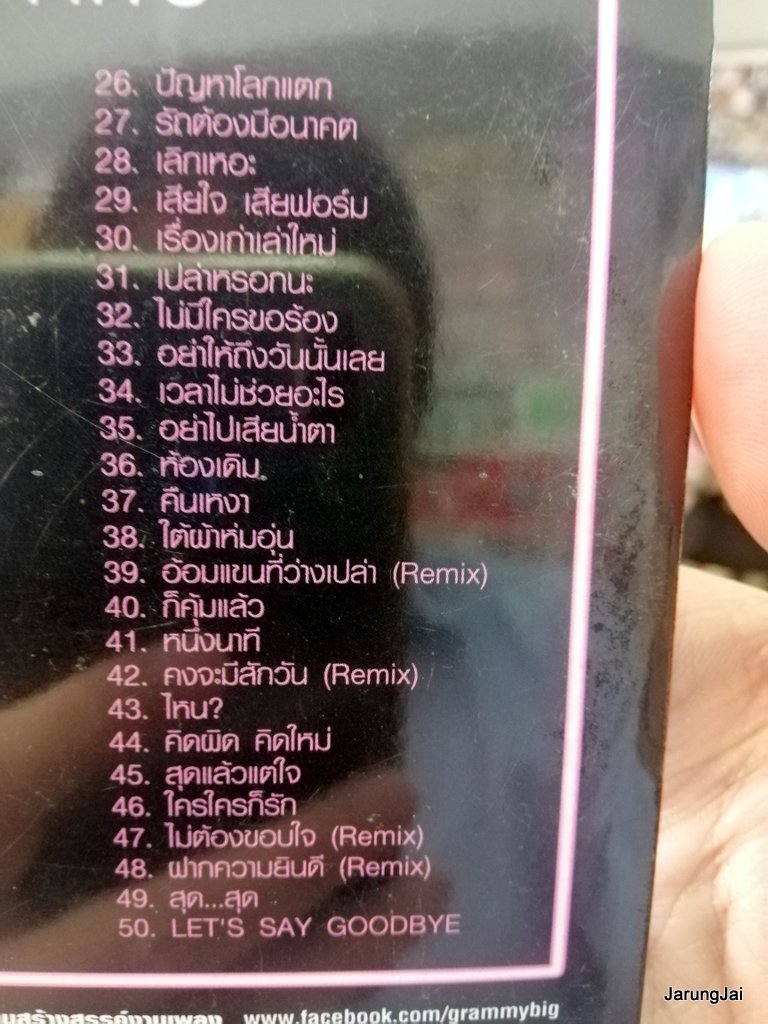 26. ปัญหาโลกแตก
27. รักต้องมีอนาคต
28. เลิกเหอะ
29. เสียใจ เสียฟอร์ม
30. เรื่องเก่าเล่าใหม่
31. เปล่าหรอกนะ
32. ไม่มีใครขอร้อง
33. อย่าให้ถึงวันนั้นเลย
34. เวลาไม่ช่วยอะไร
35. อย่าไปเสียน้ำตา
36. ห้องเดิม
37. คืนเหงา
38. ใต้ผ้าห่มอุ่น
39. อ้อมแขนที่ว่างเปล่า (Remix)
40. ก็คุ้มแล้ว
41. หนึ่งนาที
42. คงจะมีสักวัน (Remix)
43. ไหน?
44. คิดผิด คิดใหม่
45. สุดแล้วแต่ใจ
46. ใครใครก็รัก
47. ไม่ต้องขอบใจ (Remix)
48. ฝากความยินดี (Remix)
49. สุด...สุด
50. LET'S SAY GOODBYE
www.facebook.com/grammybig
JarungJai